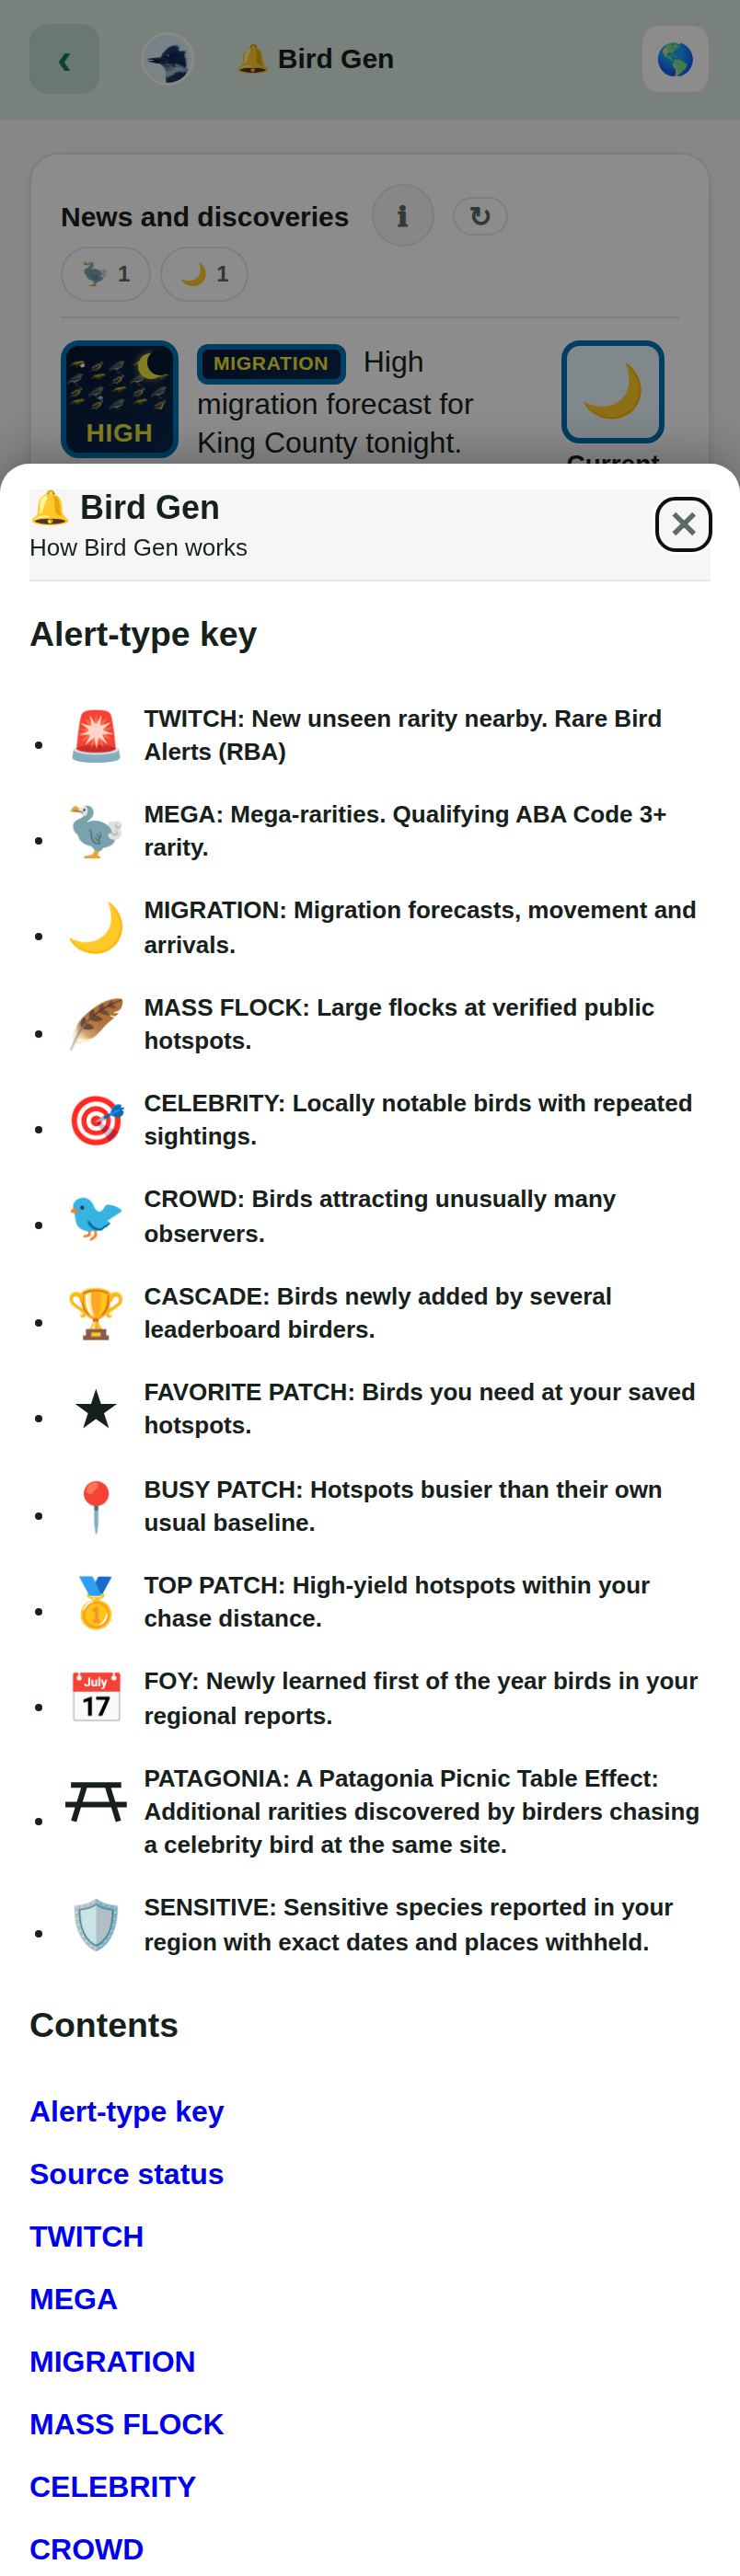 ‹ 🔔 Bird Gen 🌎
News and discoveries ℹ ↻
🦤 1 🌙 1
HIGH
MIGRATION High
migration forecast for
King County tonight.
Current
🔔 Bird Gen
How Bird Gen works
✕
Alert-type key
• 🚨 TWITCH: New unseen rarity nearby. Rare Bird
Alerts (RBA)
• 🦤 MEGA: Mega-rarities. Qualifying ABA Code 3+
rarity.
• 🌙 MIGRATION: Migration forecasts, movement and
arrivals.
• 🪶 MASS FLOCK: Large flocks at verified public
hotspots.
• 🎯 CELEBRITY: Locally notable birds with repeated
sightings.
• 🐦 CROWD: Birds attracting unusually many
observers.
• 🏆 CASCADE: Birds newly added by several
leaderboard birders.
• ★ FAVORITE PATCH: Birds you need at your saved
hotspots.
• 📍 BUSY PATCH: Hotspots busier than their own
usual baseline.
• 🥇 TOP PATCH: High-yield hotspots within your
chase distance.
• 📅 FOY: Newly learned first of the year birds in your
regional reports.
• PATAGONIA: A Patagonia Picnic Table Effect:
Additional rarities discovered by birders chasing
a celebrity bird at the same site.
• 🛡️ SENSITIVE: Sensitive species reported in your
region with exact dates and places withheld.
Contents
Alert-type key
Source status
TWITCH
MEGA
MIGRATION
MASS FLOCK
CELEBRITY
CROWD